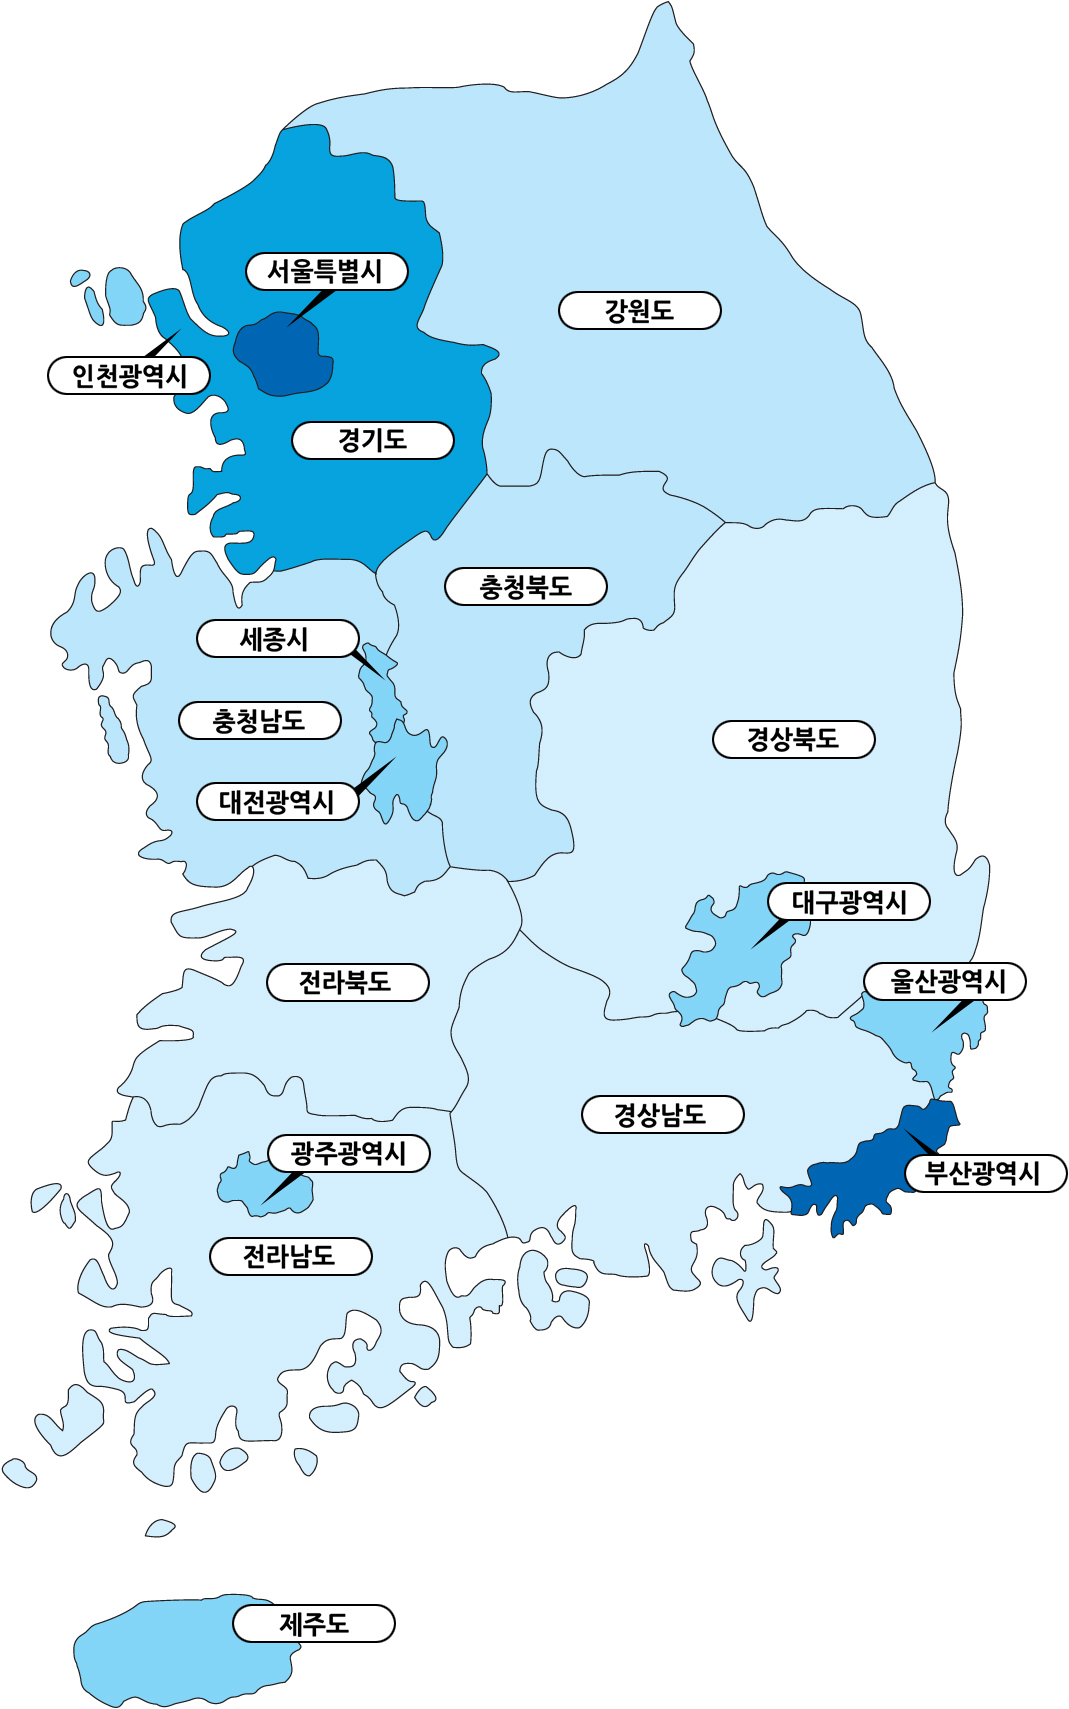 서울특별시
강원도
인천광역시
경기도
충청북도
세종시
충청남도
경상북도
대전광역시
대구광역시
전라북도
울산광역시
경상남도
광주광역시
부산광역시
전라남도
제주도